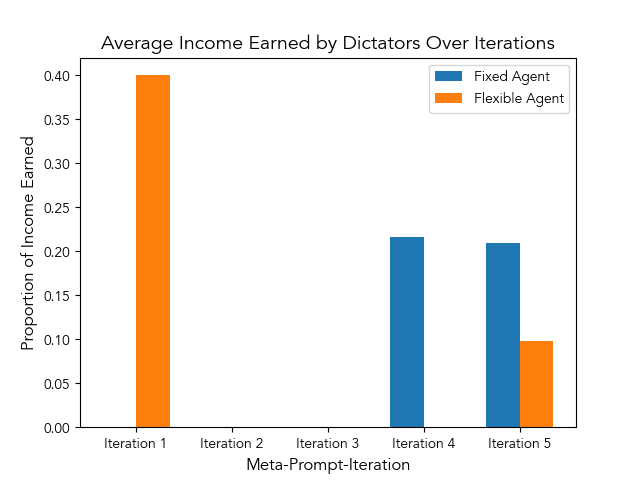 Average Income Earned by Dictators Over Iterations
Fixed Agent
Flexible Agent
Proportion of Income Earned
0.40
0.35
0.30
0.25
0.20
0.15
0.10
0.05
0.00
Iteration 1
Iteration 2
Iteration 3
Iteration 4
Iteration 5
Meta-Prompt-Iteration